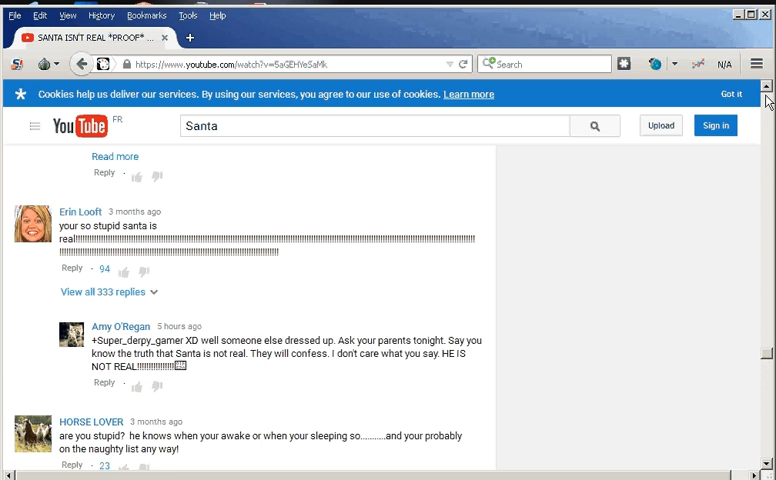 File Edit View History Bookmarks Tools Help
SANTA ISN'T REAL *PROOF* ...
https://www.youtube.com/watch?v=5aGEHYeSaMk Search N/A
Cookies help us deliver our services. By using our services, you agree to our use of cookies. Learn more Got it
YouTube FR Santa Upload Sign in
Read more
Reply
Erin Looft 3 months ago
your so stupid santa is
real!!!!!!!!!!!!!!!!!!!!!!!!!!!!!!!!!!!!!!!!!!!!!!!!!!!!!!!!!!!!!!!!!!!!!!!!!!!!!!!!!!!!!!!!!!!!!!!!!!!!!!!!!!!!!!!!!!!!!!!!!!!!!!!!!!!!!!!!
!!!!!!!!!!!!!!!!!!!!!!!!!!!!!!!!!!!!!!!!!!!!!!!!!!!!!!!!!!!!!!!!!!!!!!!!!!
Reply · 94
View all 333 replies
Amy O'Regan 5 hours ago
+Super_derpy_gamer XD well someone else dressed up. Ask your parents tonight. Say you
know the truth that Santa is not real. They will confess. I don't care what you say. HE IS
NOT REAL!!!!!!!!!!!!!!!
Reply ·
HORSE LOVER 3 months ago
are you stupid? he knows when your awake or when your sleeping so..........and your probably
on the naughty list any way!
Reply · 23